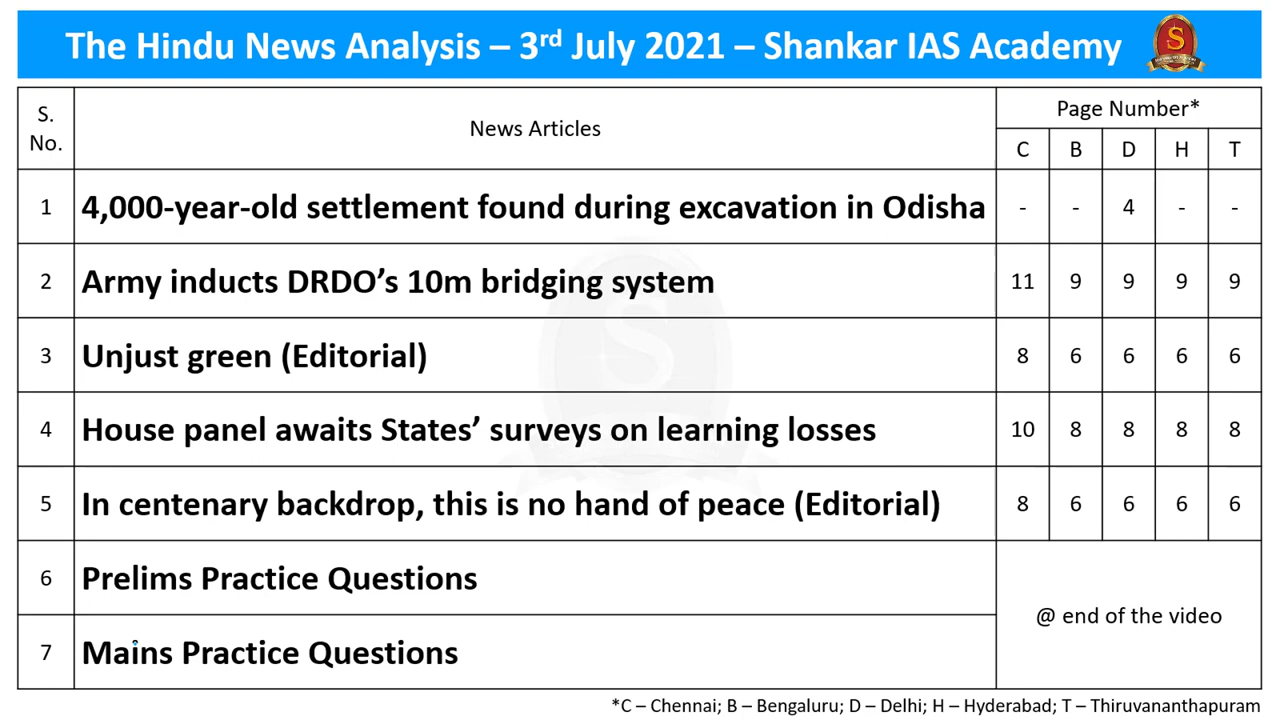 The Hindu News Analysis – 3rd July 2021 – Shankar IAS Academy
S. No. News Articles Page Number*
C B D H T
1 4,000-year-old settlement found during excavation in Odisha - - 4 - -
2 Army inducts DRDO’s 10m bridging system 11 9 9 9 9
3 Unjust green (Editorial) 8 6 6 6 6
4 House panel awaits States’ surveys on learning losses 10 8 8 8 8
5 In centenary backdrop, this is no hand of peace (Editorial) 8 6 6 6 6
6 Prelims Practice Questions
@ end of the video
7 Mains Practice Questions
*C – Chennai; B – Bengaluru; D – Delhi; H – Hyderabad; T – Thiruvananthapuram